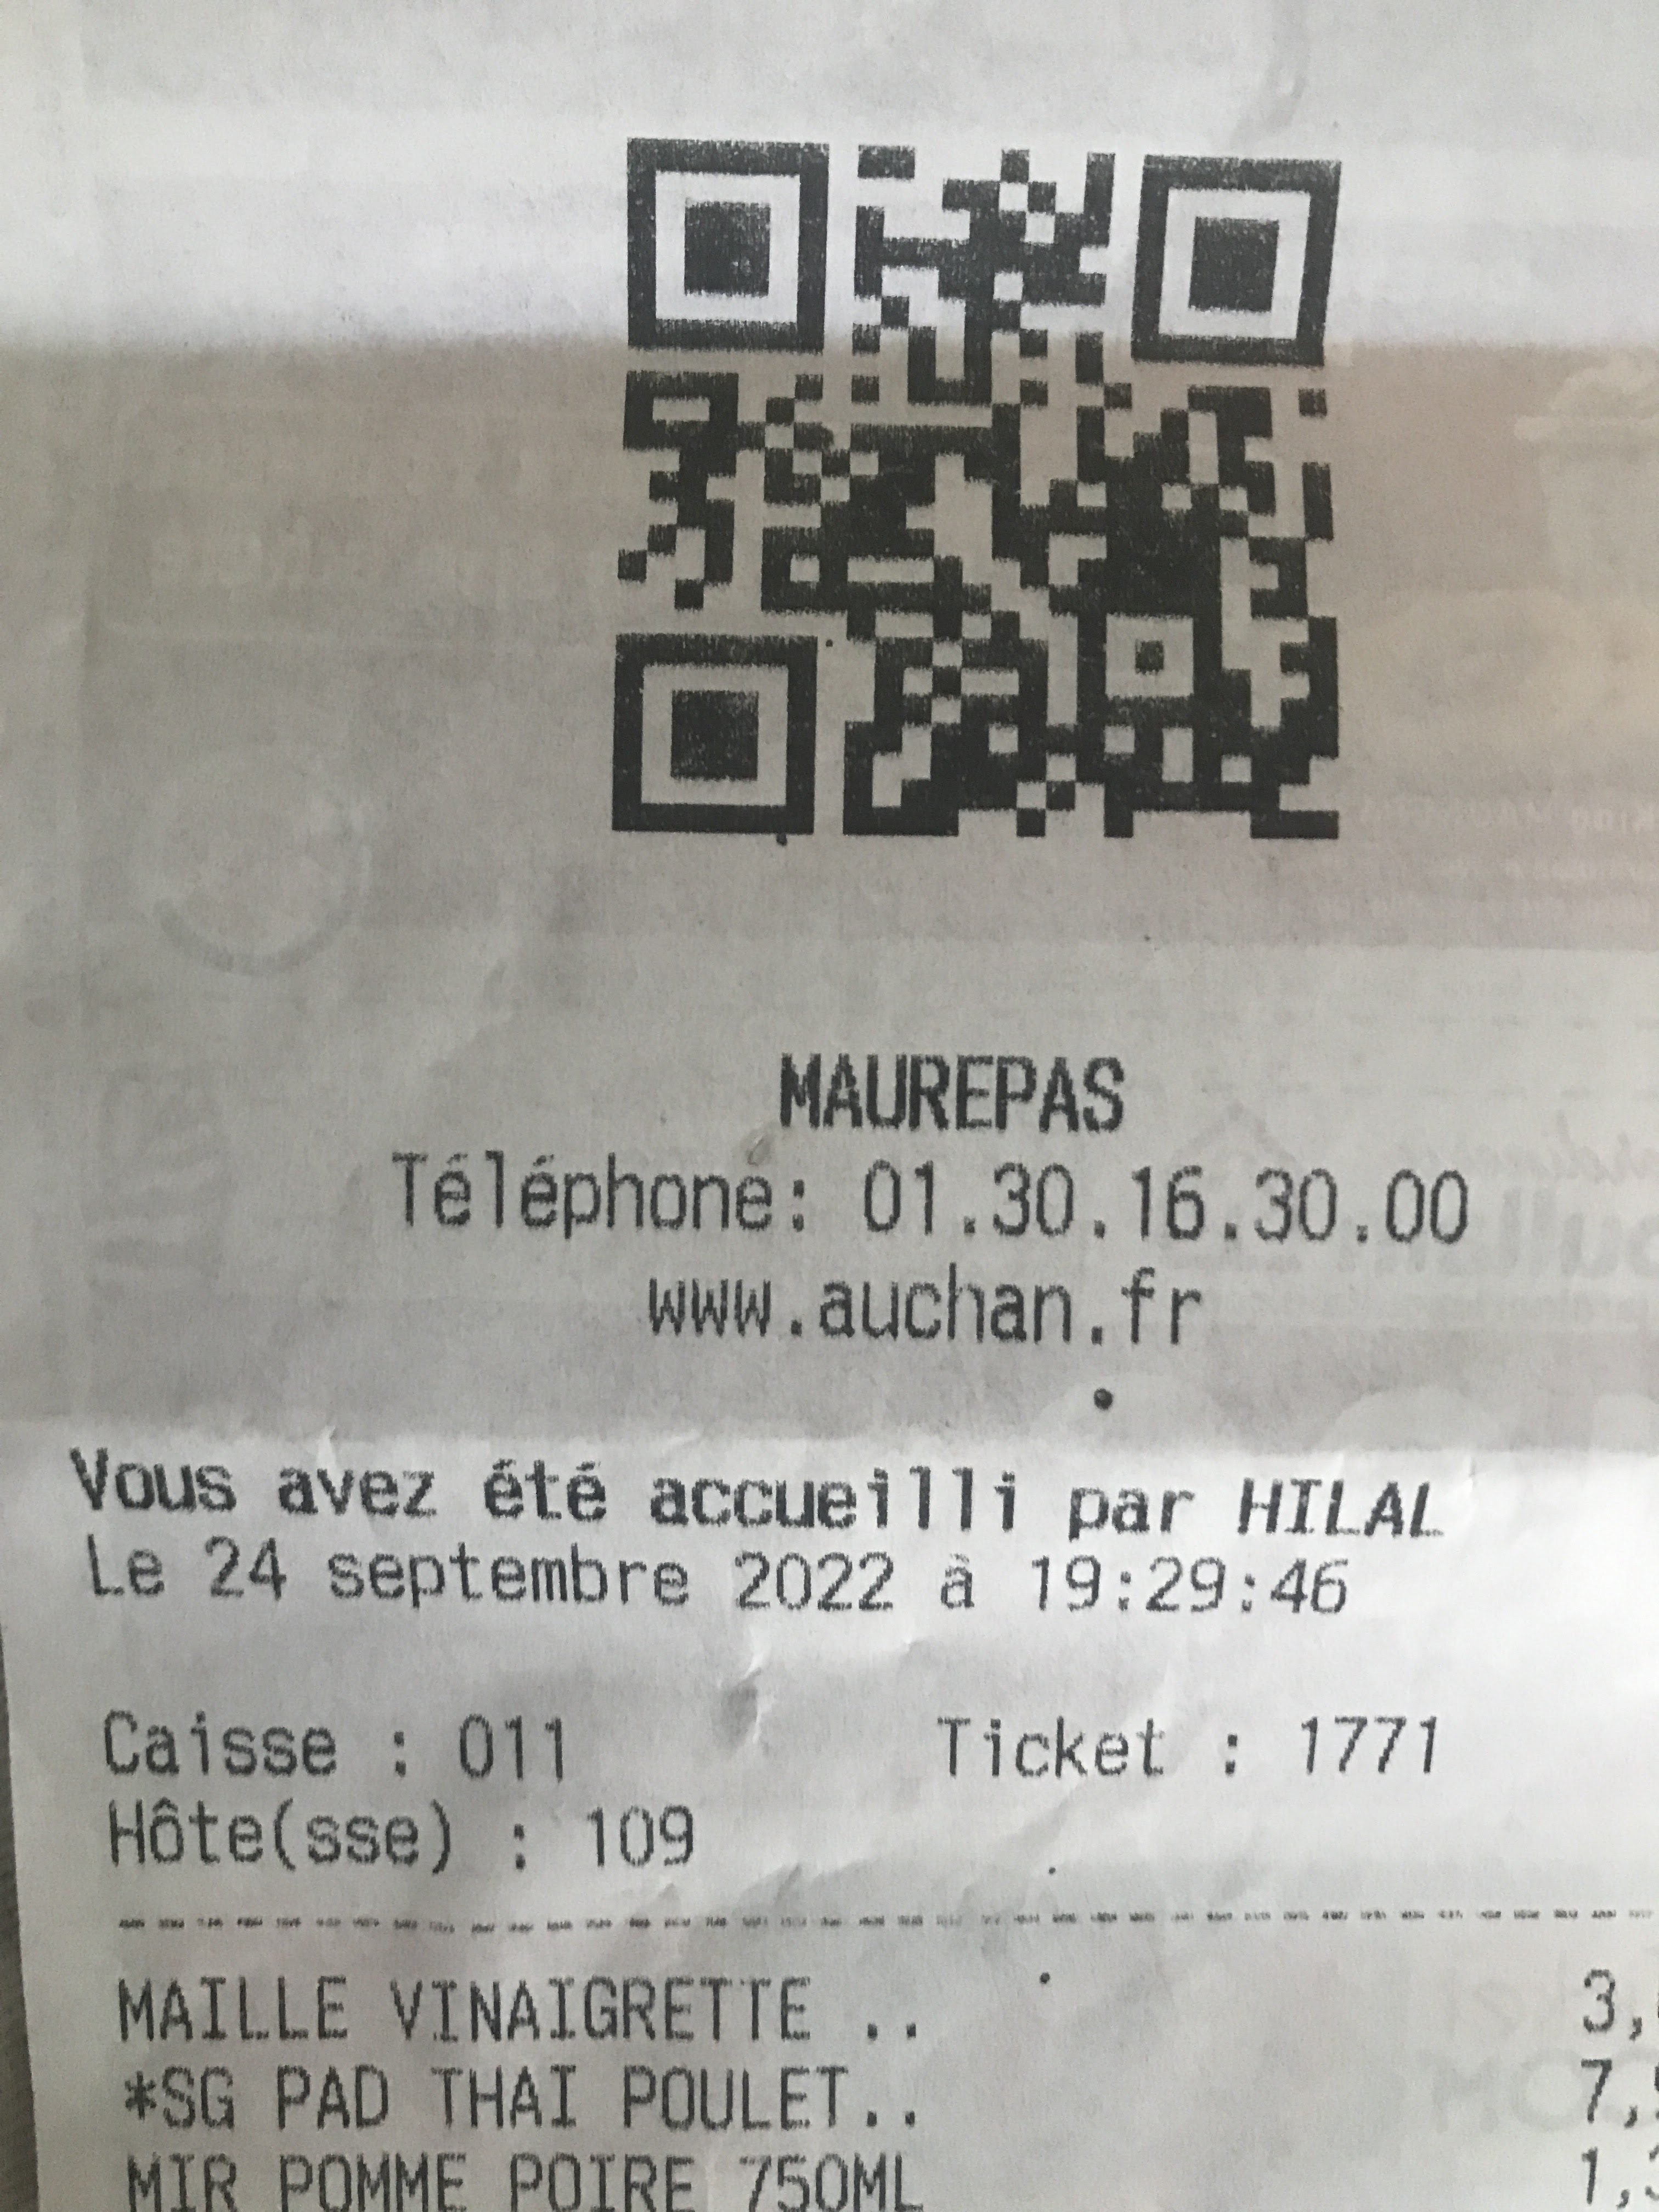 MAUREPAS
Téléphone: 01.30.16.30.00
www.auchan.fr
Vous avez été accueilli par HILAL
Le 24 septembre 2022 à 19:29:46
Caisse : 011 Ticket : 1771
Hôte(sse) : 109
MAILLE VINAIGRETTE .. 3,
*SG PAD THAI POULET.. 7,
MIR POMME POIRE 750ML 1,